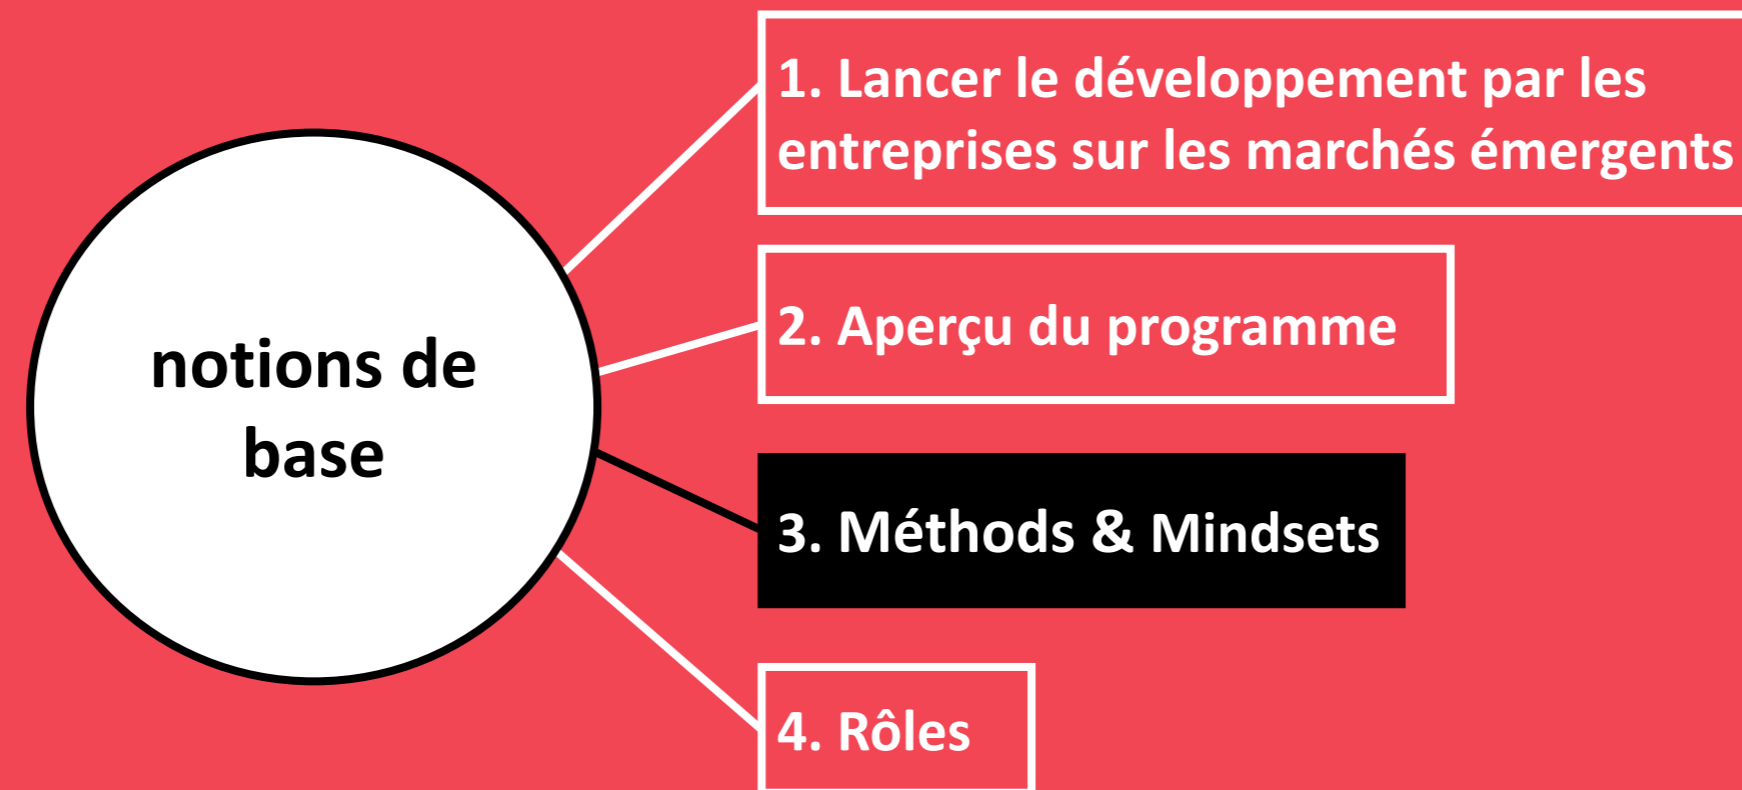 notions de
base
1. Lancer le développement par les
entreprises sur les marchés émergents
2. Aperçu du programme
3. Méthods & Mindsets
4. Rôles